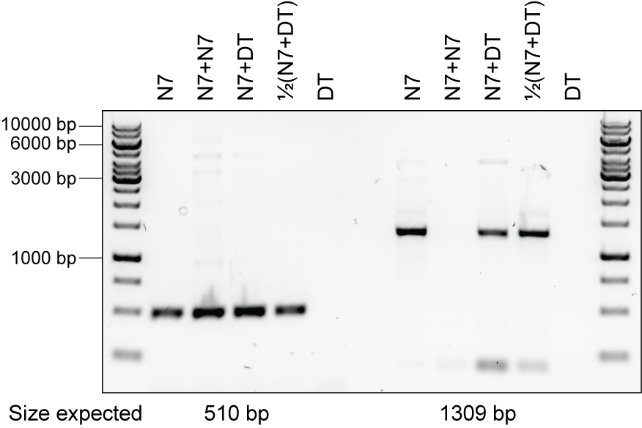 N7 N7+N7 N7+DT ½(N7+DT) DT N7 N7+N7 N7+DT ½(N7+DT) DT
10000 bp
6000 bp
3000 bp
1000 bp
Size expected 510 bp 1309 bp